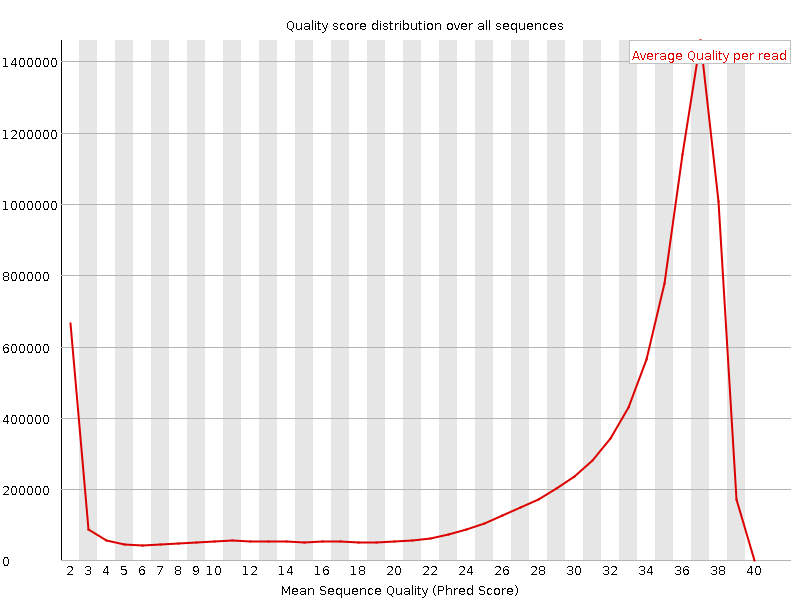 Quality score distribution over all sequences
Average Quality per read
1400000
1200000
1000000
800000
600000
400000
200000
0
2 3 4 5 6 7 8 9 10 12 14 16 18 20 22 24 26 28 30 32 34 36 38 40
Mean Sequence Quality (Phred Score)